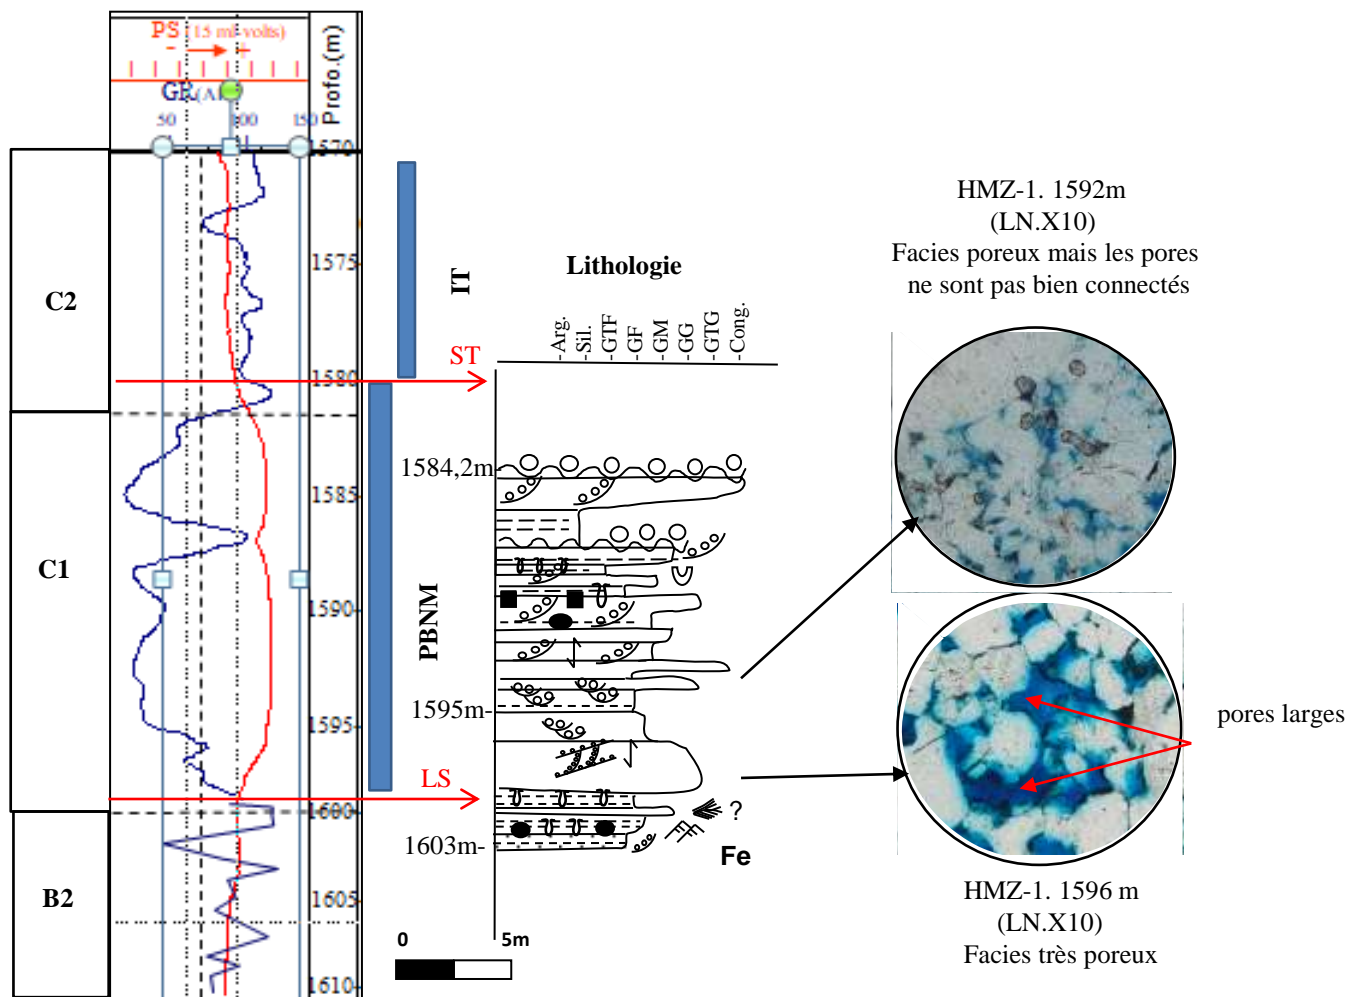 PS (15 ml-volts)
- +
GR
50 100 150
Profo.(m)
1570
1575
1580
1585
1590
1595
1600
1605
1610
C2
C1
B2
IT
PBNM
ST
LS
Lithologie
-Arg.
-Sil.
-GTF
-GF
-GM
-GG
-GTG
-Cong.
1584,2m-
1595m-
1603m-
?
Fe
0 5m
HMZ-1. 1592m
(LN.X10)
Facies poreux mais les pores
ne sont pas bien connectés
pores larges
HMZ-1. 1596 m
(LN.X10)
Facies très poreux